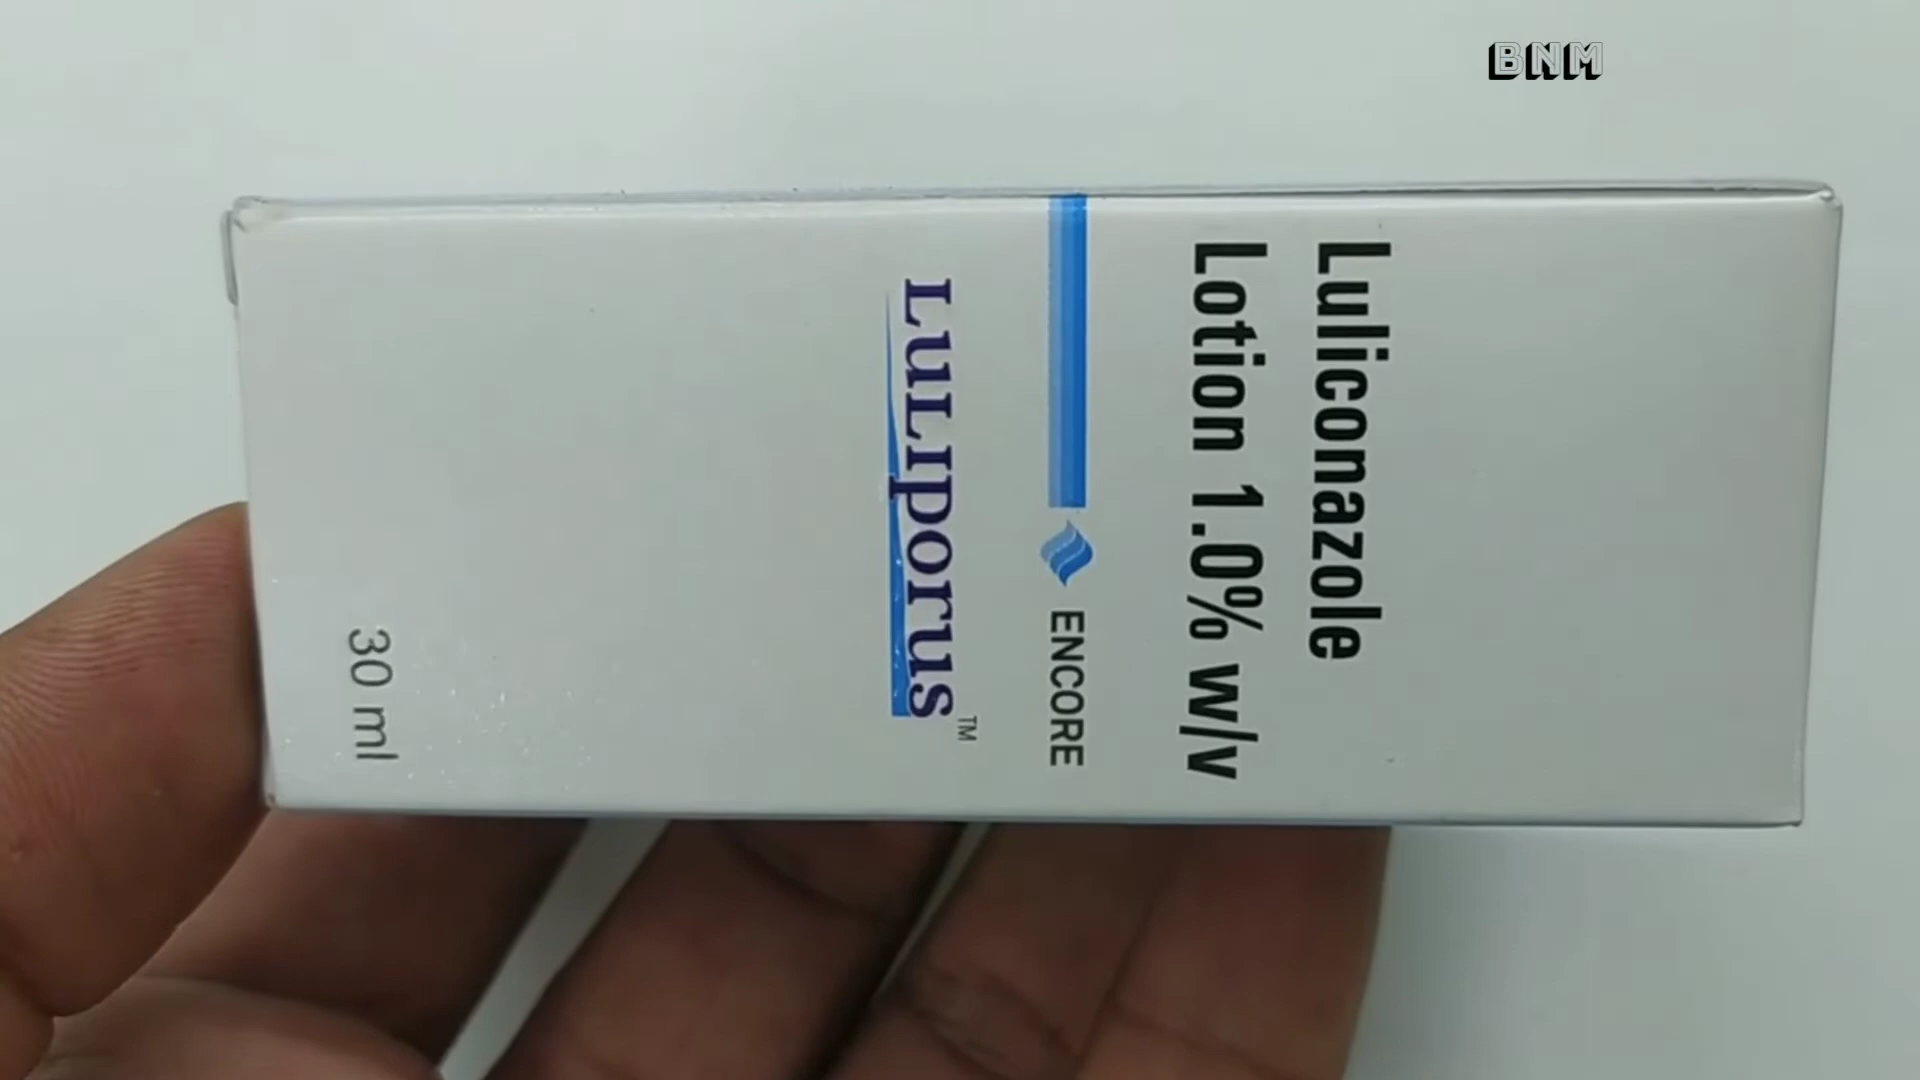 BNM
Luliconazole
Lotion 1.0% w/v
ENCORE
LULIPORUS™
30 ml